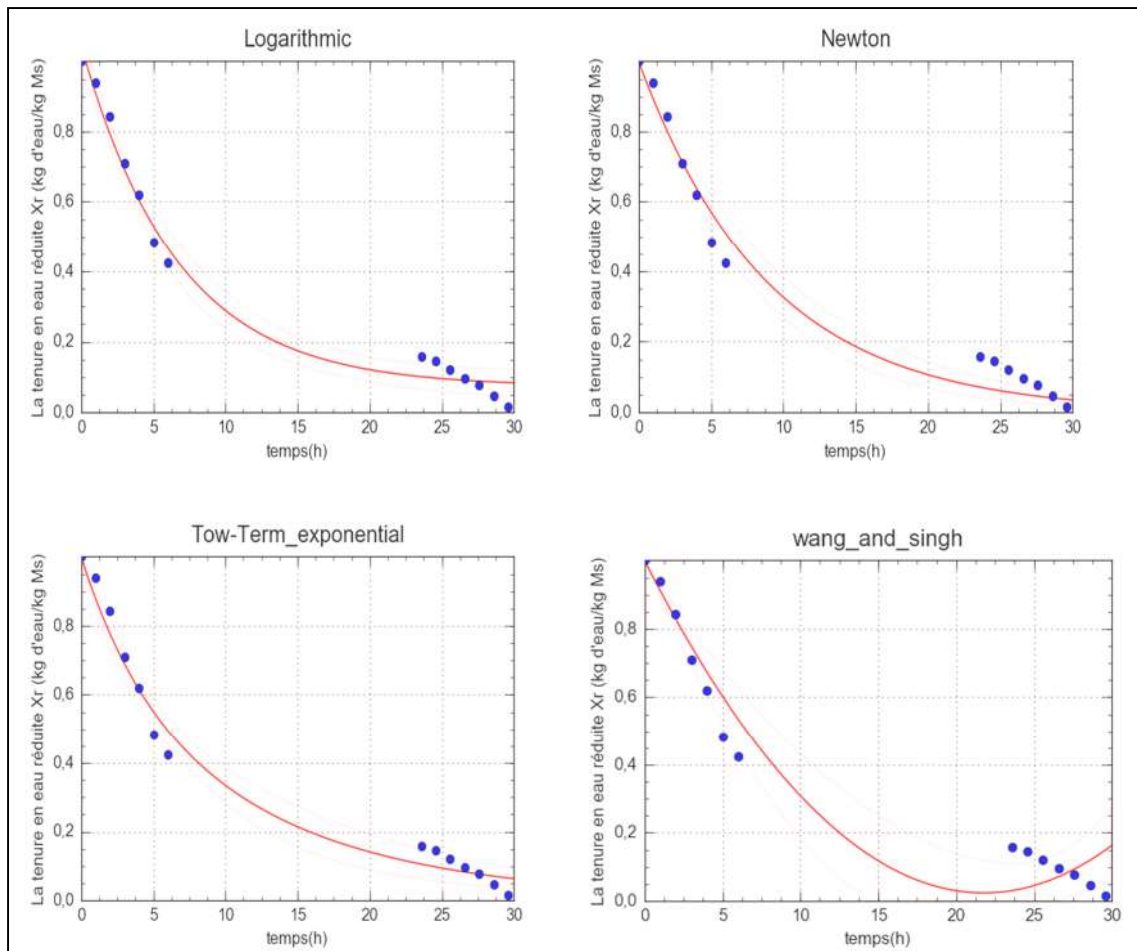 Logarithmic
La tenure en eau réduite Xr (kg d'eau/kg Ms)
0,8
0,6
0,4
0,2
0,0
0 5 10 15 20 25 30
temps(h)
Newton
La tenure en eau réduite Xr (kg d'eau/kg Ms)
0,8
0,6
0,4
0,2
0,0
0 5 10 15 20 25 30
temps(h)
Tow-Term_exponential
La tenure en eau réduite Xr (kg d'eau/kg Ms)
0,8
0,6
0,4
0,2
0,0
0 5 10 15 20 25 30
temps(h)
wang_and_singh
La tenure en eau réduite Xr (kg d'eau/kg Ms)
0,8
0,6
0,4
0,2
0,0
0 5 10 15 20 25 30
temps(h)